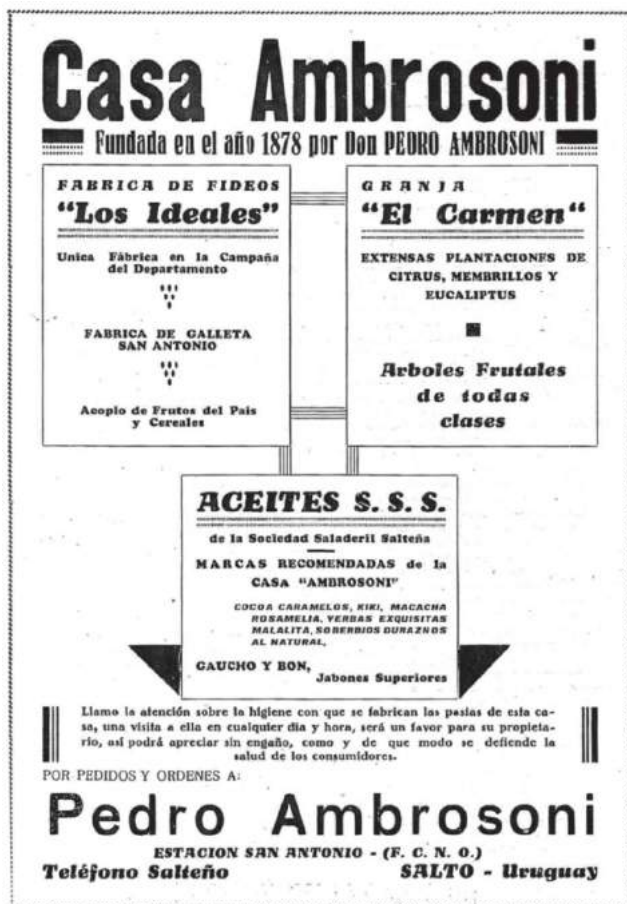 Casa Ambrosoni
Fundada en el año 1878 por Don PEDRO AMBROSONI
FABRICA DE FIDEOS
"Los Ideales"
Unica Fábrica en la Campaña
del Departamento
FABRICA DE GALLETA
SAN ANTONIO
Acopio de Frutos del Pais
y Cereales
GRANJA
"El Carmen"
EXTENSAS PLANTACIONES DE
CITRUS, MEMBRILLOS Y
EUCALIPTUS
Arboles Frutales
de todas
clases
ACEITES S. S. S.
de la Sociedad Saladeril Salteña
MARCAS RECOMENDADAS de la
CASA "AMBROSONI"
COCOA CARAMELOS, KIKI, MACACHA
ROSAMELIA, YERBAS EXQUISITAS
MALALITA, SOBERBIOS DURAZNOS
AL NATURAL,
GAUCHO Y BON,
Jabones Superiores
Llamo la atención sobre la higiene con que se fabrican las pastas de esta ca-
sa, una visita a ella en cualquier dia y hora, será un favor para su propieta-
rio, asi podrá apreciar sin engaño, como y de que modo se defiende la
salud de los consumidores.
POR PEDIDOS Y ORDENES A:
Pedro Ambrosoni
ESTACION SAN ANTONIO - (F. C. N. O.)
Teléfono Salteño SALTO - Uruguay